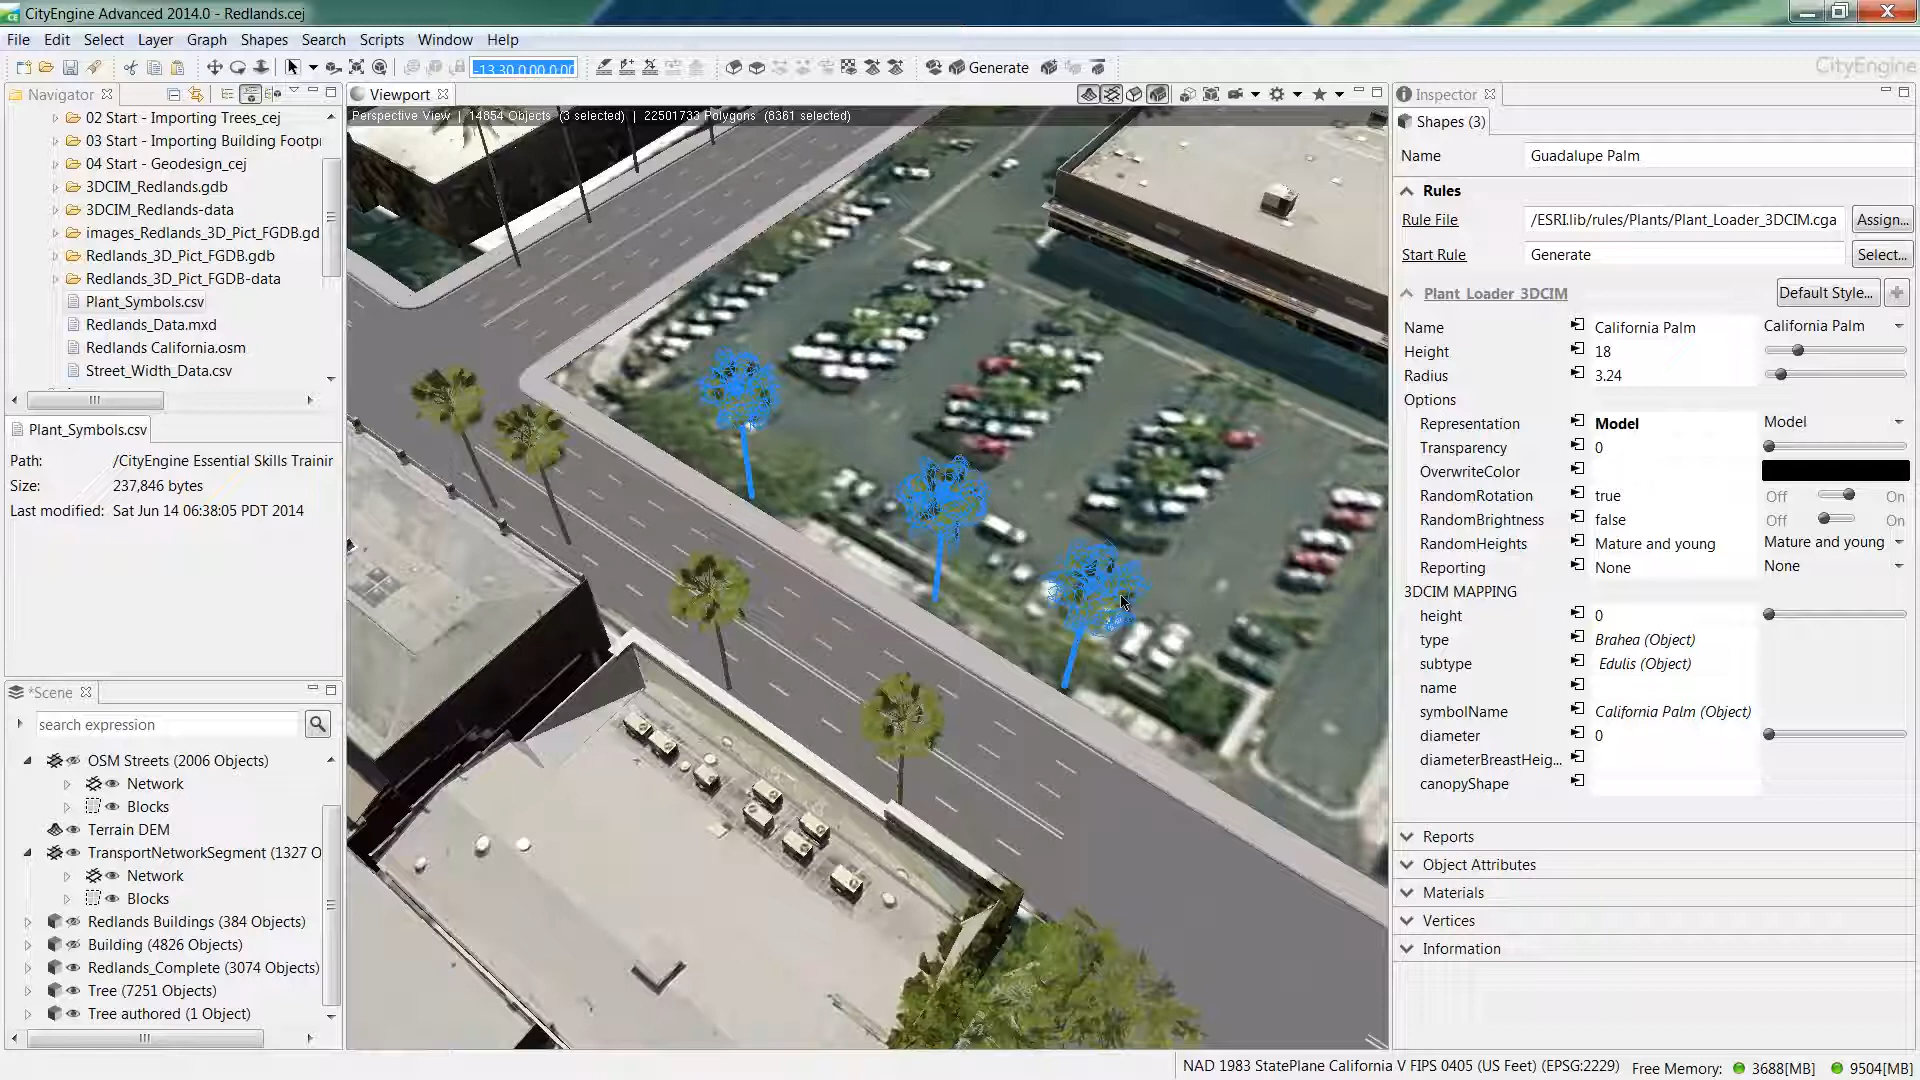 CityEngine Advanced 2014.0 - Redlands.cej
File Edit Select Layer Graph Shapes Search Scripts Window Help
-13.30,0.00,0.00
Generate
CityEngine
Navigator
02 Start - Importing Trees_cej
03 Start - Importing Building Footpr
04 Start - Geodesign_cej
3DCIM_Redlands.gdb
3DCIM_Redlands-data
images_Redlands_3D_Pict_FGDB.gd
Redlands_3D_Pict_FGDB.gdb
Redlands_3D_Pict_FGDB-data
Plant_Symbols.csv
Redlands_Data.mxd
Redlands California.osm
Street_Width_Data.csv
Plant_Symbols.csv
Path: /CityEngine Essential Skills Trainir
Size: 237,846 bytes
Last modified: Sat Jun 14 06:38:05 PDT 2014
*Scene
search expression
OSM Streets (2006 Objects)
Network
Blocks
Terrain DEM
TransportNetworkSegment (1327 O
Network
Blocks
Redlands Buildings (384 Objects)
Building (4826 Objects)
Redlands_Complete (3074 Objects)
Tree (7251 Objects)
Tree authored (1 Object)
Viewport
Perspective View | 14854 Objects (3 selected) | 22501733 Polygons (8361 selected)
Inspector
Shapes (3)
Name Guadalupe Palm
Rules
Rule File /ESRI.lib/rules/Plants/Plant_Loader_3DCIM.cga Assign...
Start Rule Generate Select...
Plant Loader 3DCIM Default Style...
Name California Palm California Palm
Height 18
Radius 3.24
Options
Representation Model Model
Transparency 0
OverwriteColor
RandomRotation true Off On
RandomBrightness false Off On
RandomHeights Mature and young Mature and young
Reporting None None
3DCIM MAPPING
height 0
type Brahea (Object)
subtype Edulis (Object)
name
symbolName California Palm (Object)
diameter 0
diameterBreastHeig...
canopyShape
Reports
Object Attributes
Materials
Vertices
Information
NAD 1983 StatePlane California V FIPS 0405 (US Feet) (EPSG:2229) Free Memory: 3688[MB] 9504[MB]